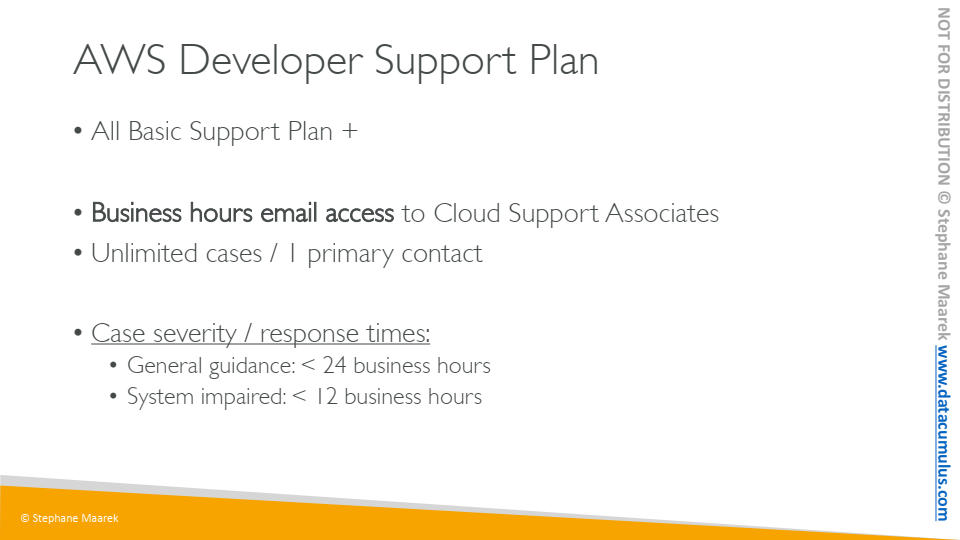 AWS Developer Support Plan
• All Basic Support Plan +
• Business hours email access to Cloud Support Associates
• Unlimited cases / 1 primary contact
• Case severity / response times:
• General guidance: < 24 business hours
• System impaired: < 12 business hours
© Stephane Maarek
NOT FOR DISTRIBUTION © Stephane Maarek www.datacumulus.com